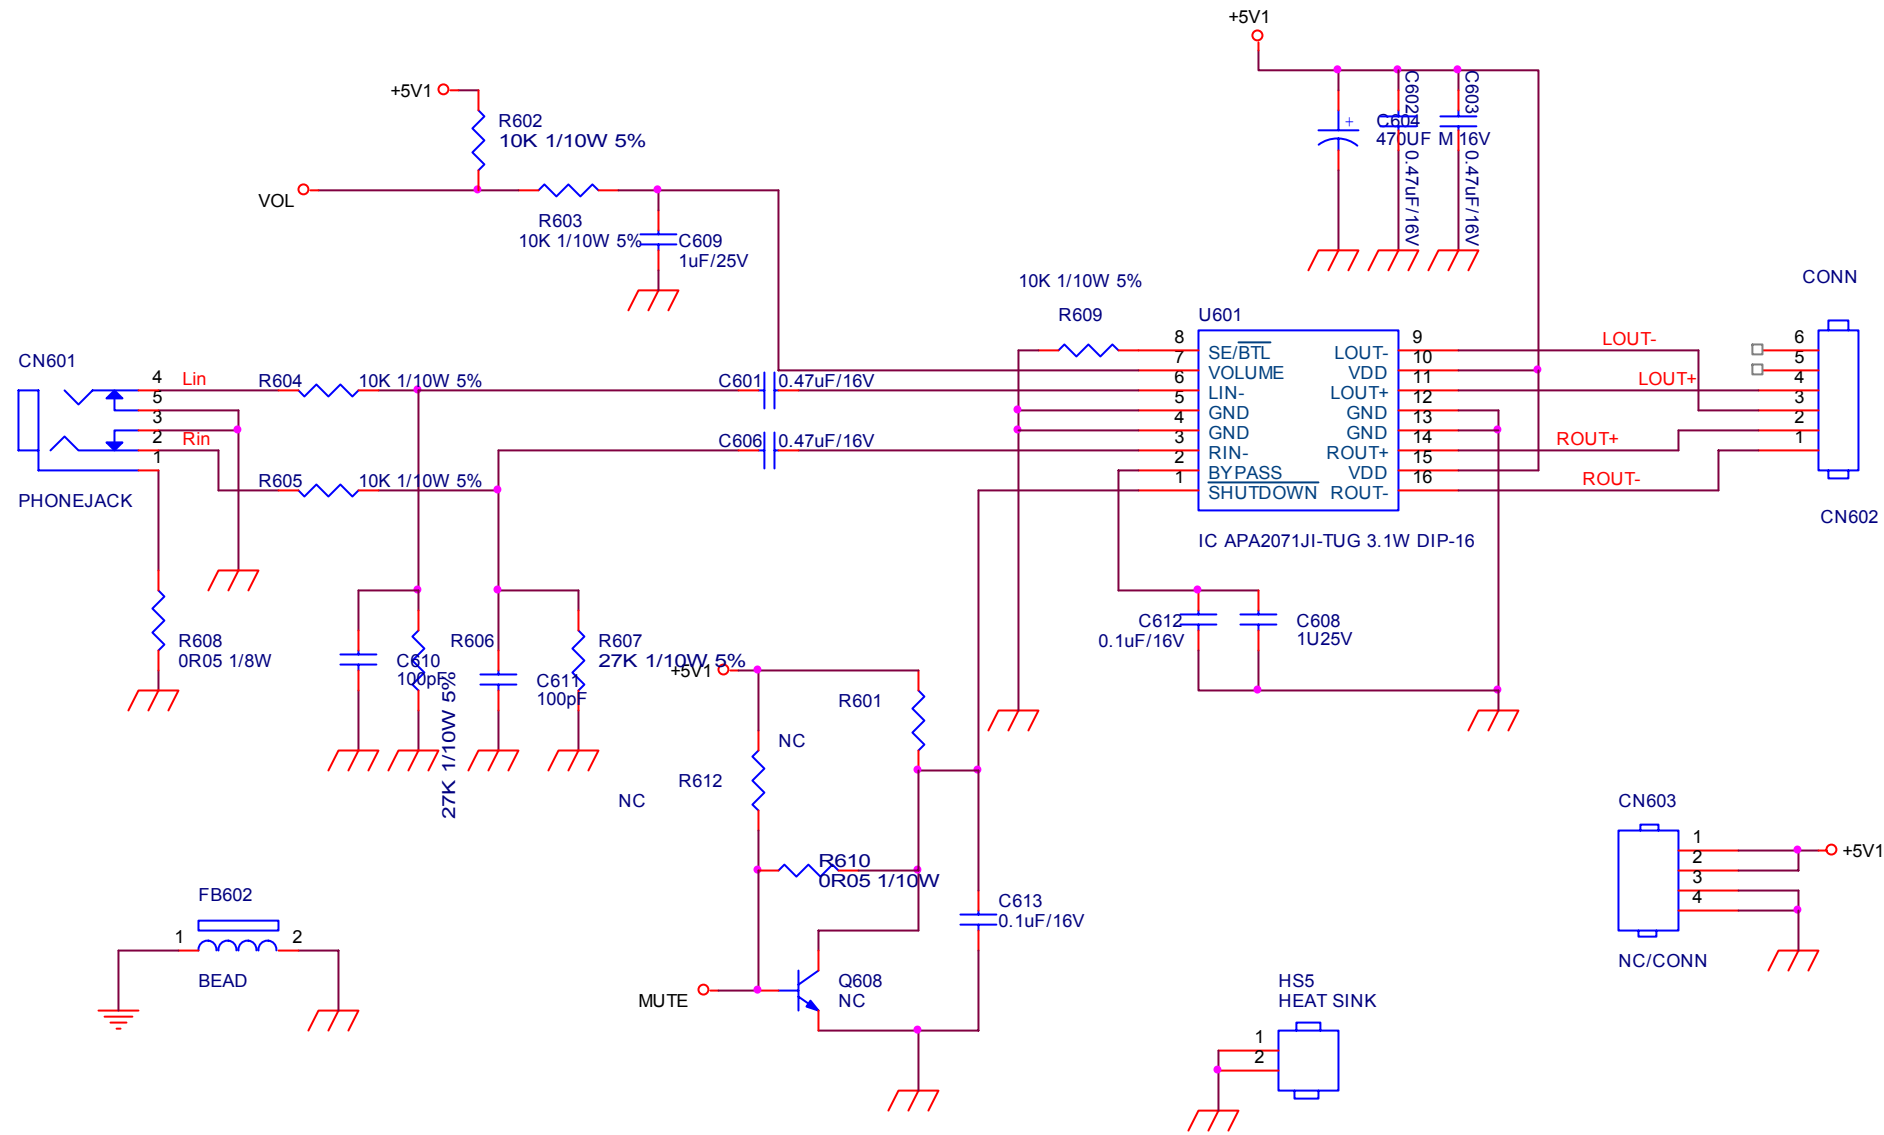 +5V1
+5V1
R602
10K 1/10W 5%
VOL
R603
10K 1/10W 5%
C609
1uF/25V
C602
0.47uF/16V
C603
0.47uF/16V
C604
470UF M 16V
10K 1/10W 5%
R609
U601
CONN
CN601
4
5
3
2
1
Lin
Rin
PHONEJACK
R604
10K 1/10W 5%
R605
10K 1/10W 5%
C601
0.47uF/16V
C606
0.47uF/16V
8
7
6
5
4
3
2
1
SE/BTL
VOLUME
LIN-
GND
GND
RIN-
BYPASS
SHUTDOWN
LOUT-
VDD
LOUT+
GND
GND
ROUT+
VDD
ROUT-
9
10
11
12
13
14
15
16
IC APA2071JI-TUG 3.1W DIP-16
LOUT-
LOUT+
ROUT+
ROUT-
6
5
4
3
2
1
CN602
R608
0R05 1/8W
C610
100pF
R606
27K 1/10W 5%
C611
100pF
R607
27K 1/10W 5%
+5V1
R601
NC
R612
NC
C612
0.1uF/16V
C608
1U25V
R610
0R05 1/10W
C613
0.1uF/16V
MUTE
Q608
NC
FB602
1
2
BEAD
CN603
1
2
3
4
+5V1
NC/CONN
HS5
HEAT SINK
1
2